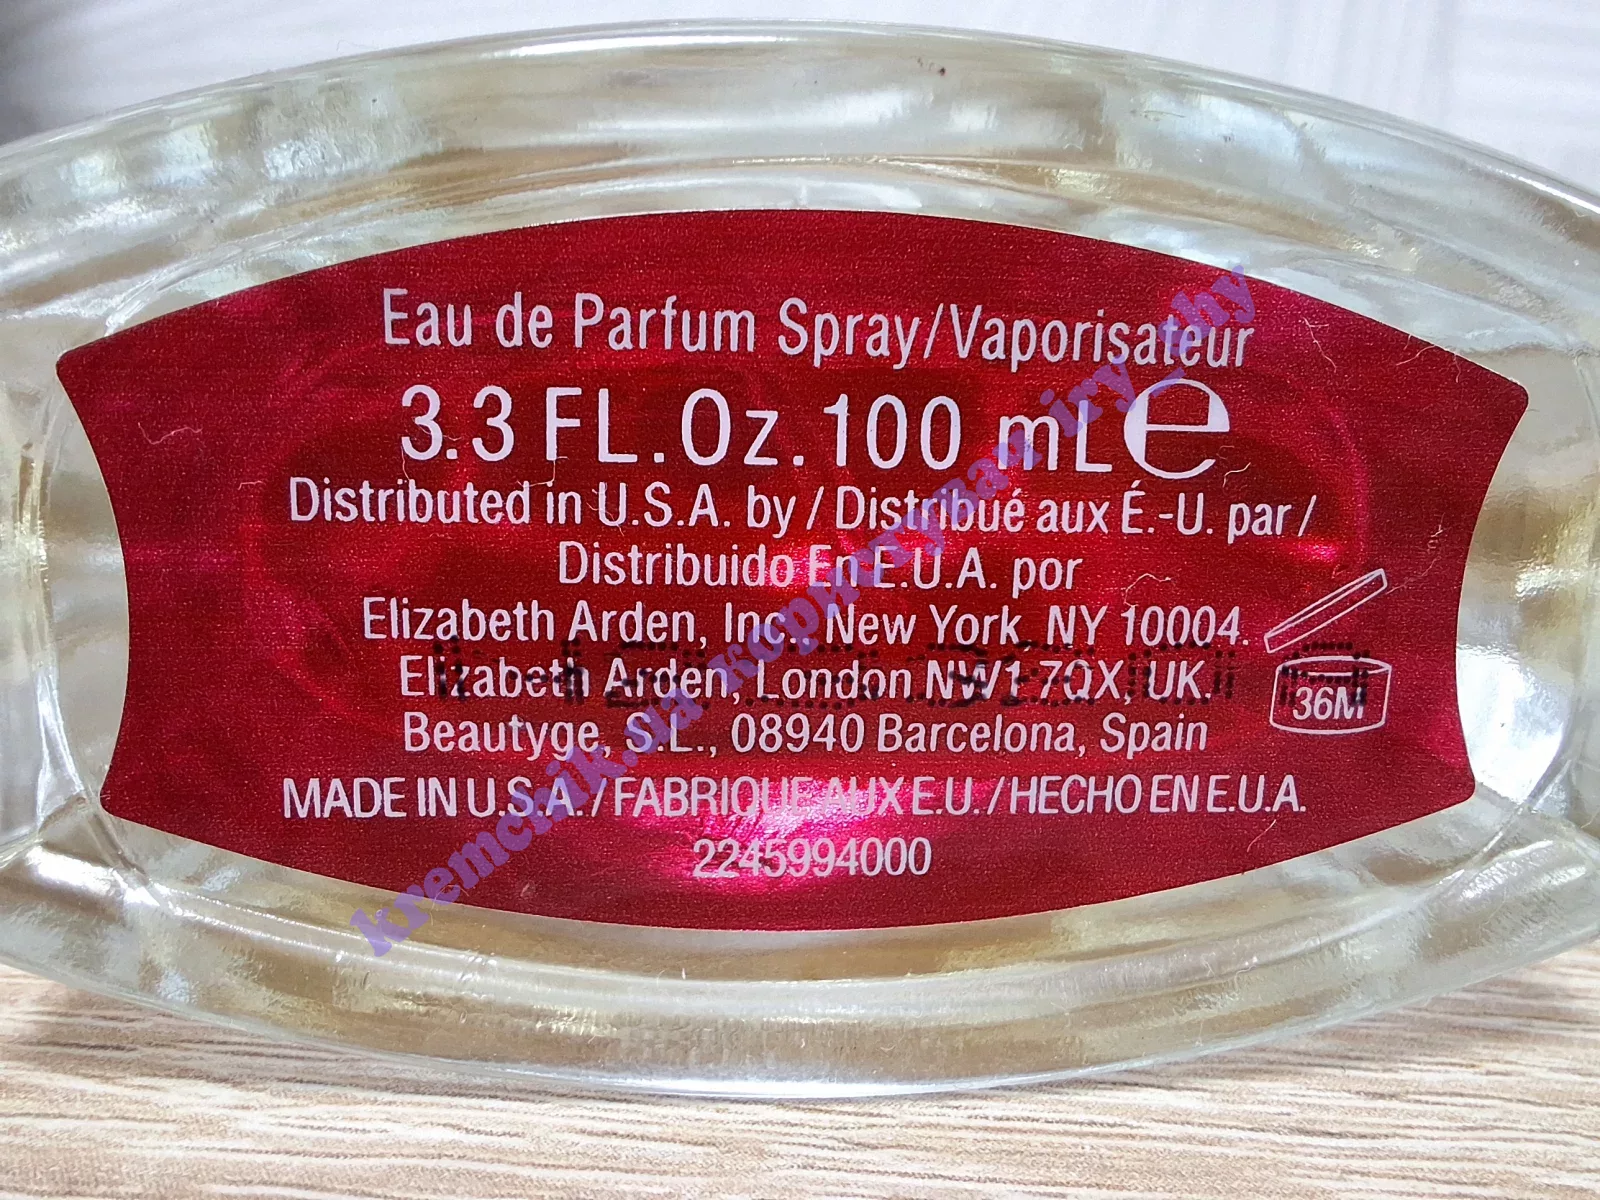 Eau de Parfum Spray/Vaporisateur
3.3 FL.Oz. 100 mL e
Distributed in U.S.A. by / Distribué aux É.-U. par /
Distribuido En E.U.A. por
Elizabeth Arden, Inc., New York, NY 10004.
Elizabeth Arden, London NW1 7QX, UK.
36M
Beautyge, S.L., 08940 Barcelona, Spain
MADE IN U.S.A. / FABRIQUE AUX E.U. / HECHO EN E.U.A.
2245994000